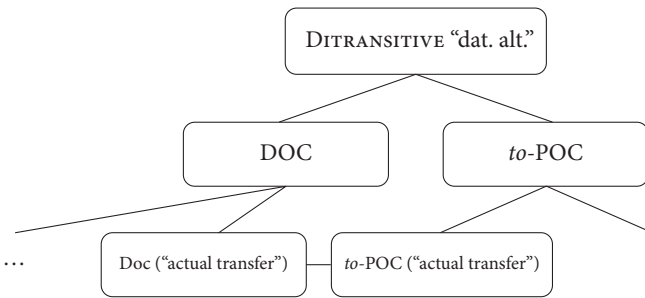 DITRANSITIVE “dat. alt.”
DOC
to-POC
…
Doc (“actual transfer”)
to-POC (“actual transfer”)